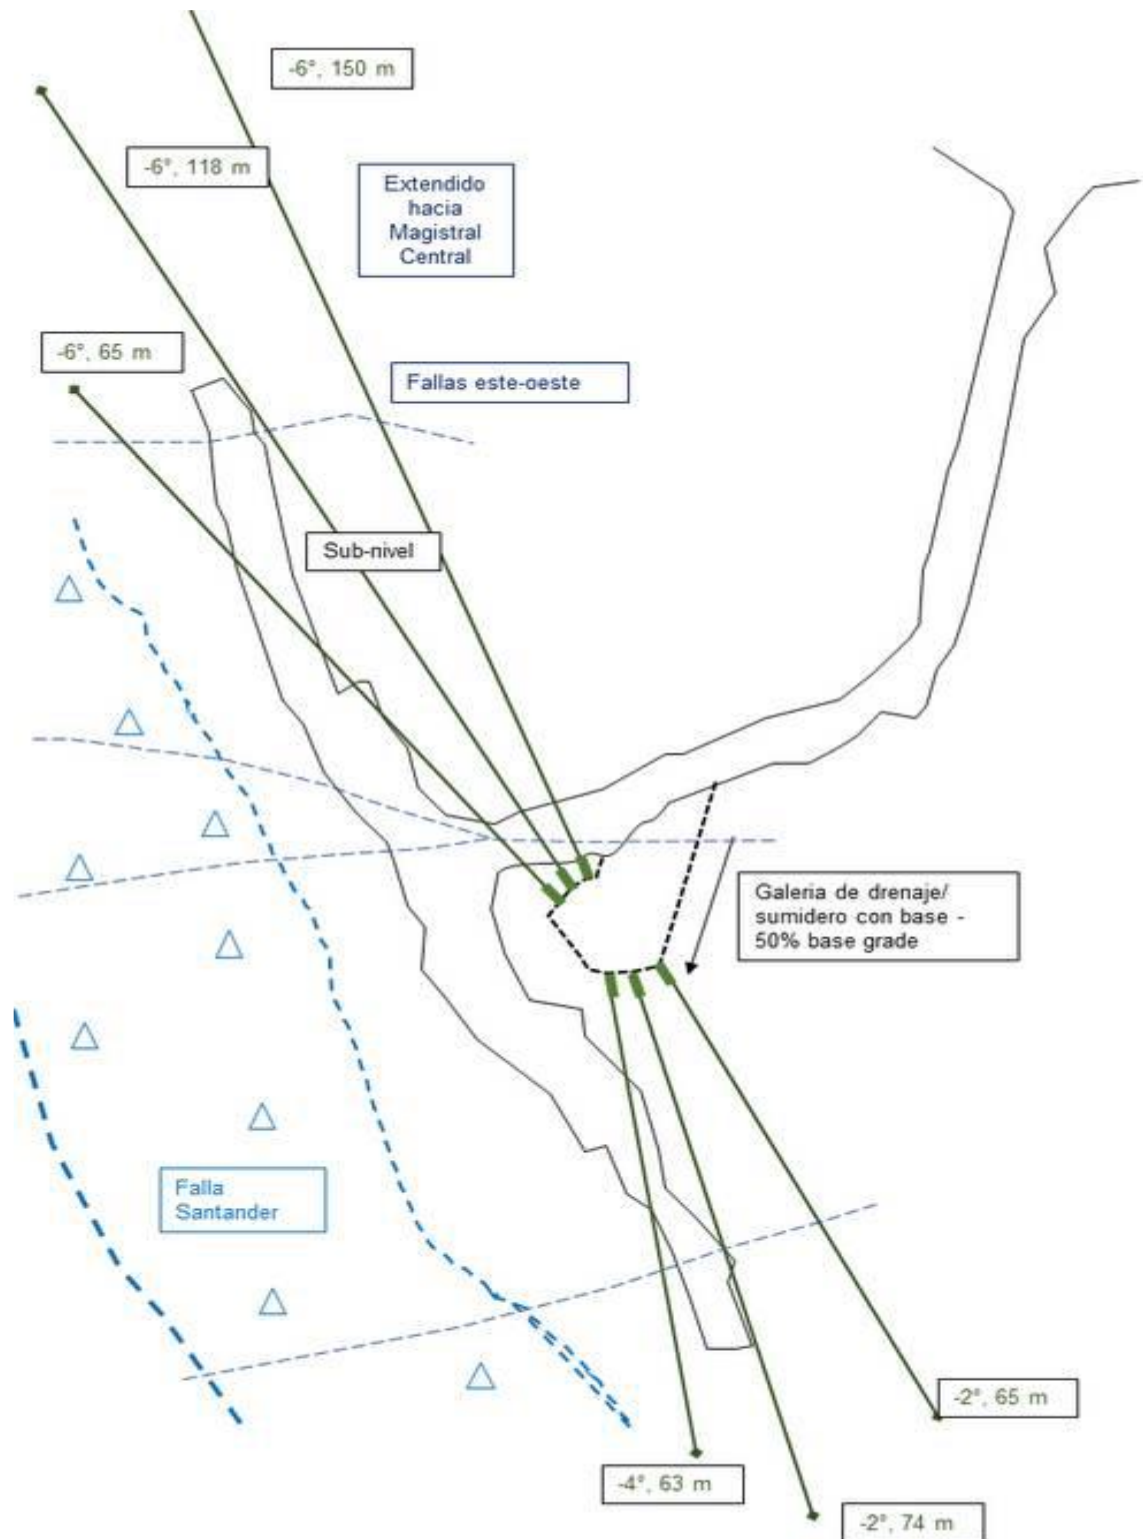 -6°, 150 m
-6°, 118 m
Extendido
hacia
Magistral
Central
-6°, 65 m
Fallas este-oeste
Sub-nivel
Galeria de drenaje/
sumidero con base -
50% base grade
Falla
Santander
-2°, 65 m
-4°, 63 m
-2°, 74 m